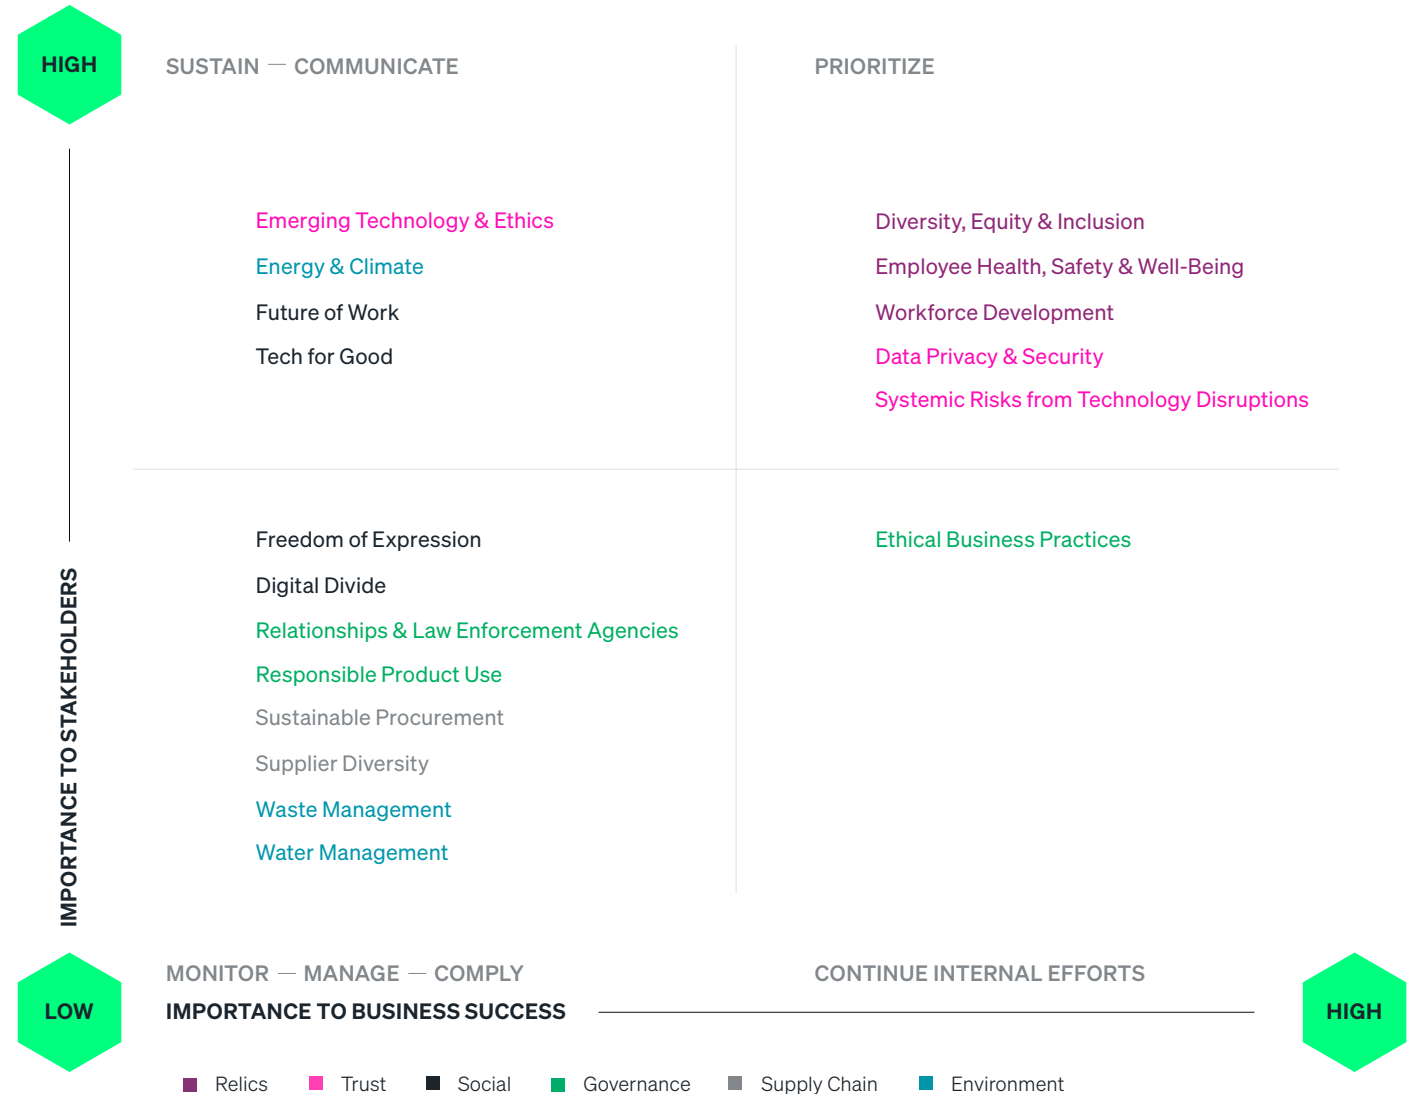 HIGH
SUSTAIN — COMMUNICATE
PRIORITIZE
Emerging Technology & Ethics
Energy & Climate
Future of Work
Tech for Good
Diversity, Equity & Inclusion
Employee Health, Safety & Well-Being
Workforce Development
Data Privacy & Security
Systemic Risks from Technology Disruptions
IMPORTANCE TO STAKEHOLDERS
Freedom of Expression
Digital Divide
Relationships & Law Enforcement Agencies
Responsible Product Use
Sustainable Procurement
Supplier Diversity
Waste Management
Water Management
Ethical Business Practices
MONITOR — MANAGE — COMPLY
CONTINUE INTERNAL EFFORTS
LOW
IMPORTANCE TO BUSINESS SUCCESS
HIGH
Relics
Trust
Social
Governance
Supply Chain
Environment